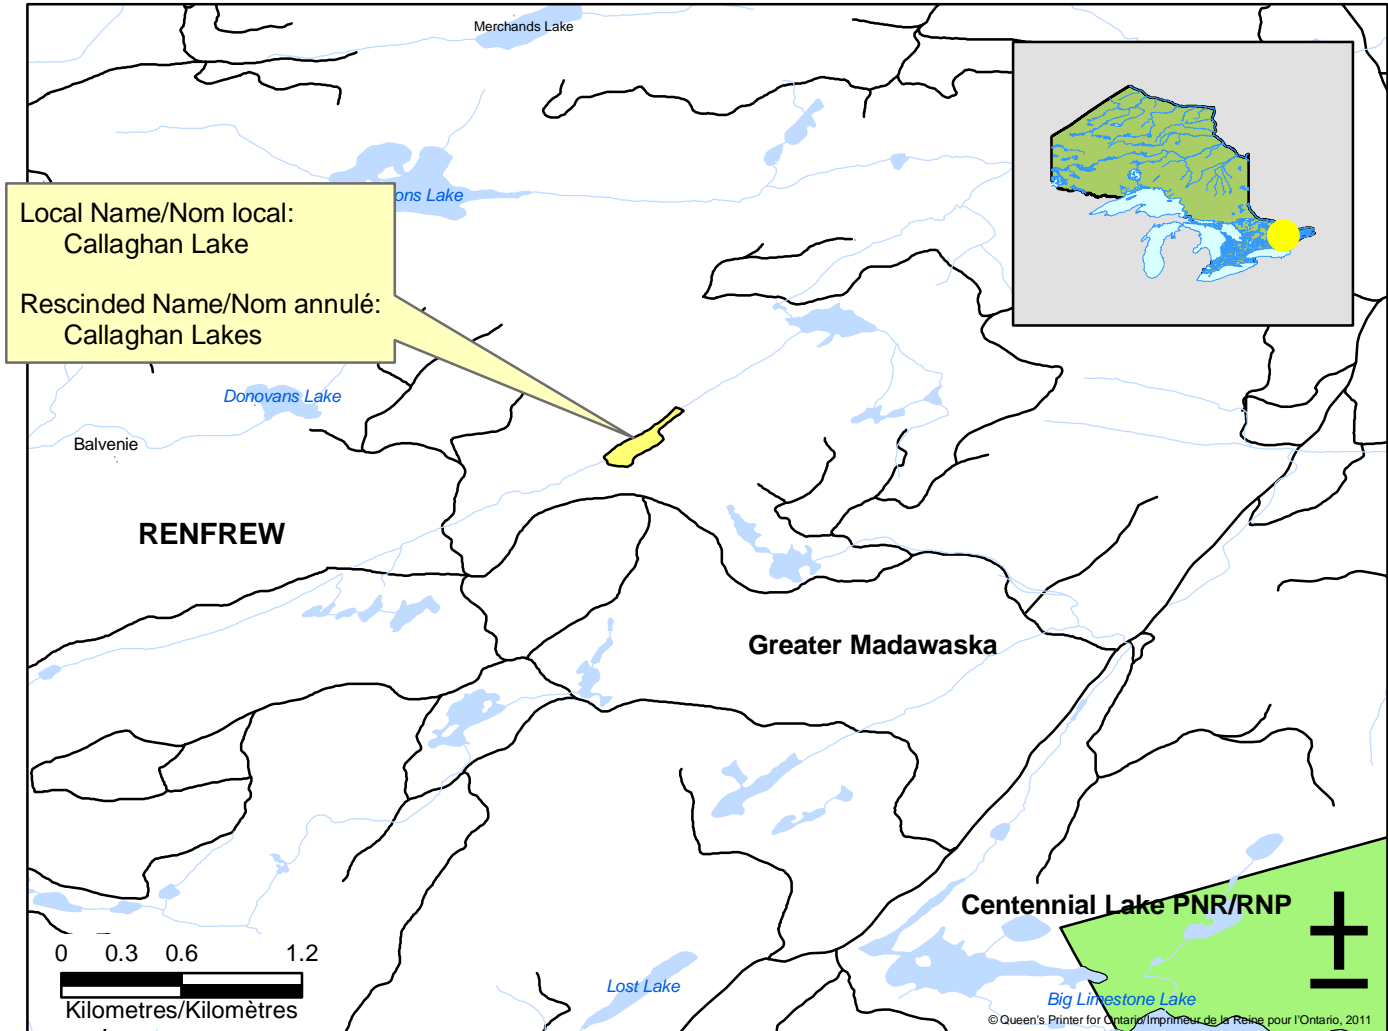 Merchands Lake
ons Lake
Local Name/Nom local:
Callaghan Lake
Rescinded Name/Nom annulé:
Callaghan Lakes
Donovans Lake
Balvenie
RENFREW
Greater Madawaska
Centennial Lake PNR/RNP
0 0.3 0.6 1.2
Kilometres/Kilomètres
Lost Lake
Big Limestone Lake
© Queen's Printer for Ontario/Imprimeur de la Reine pour l'Ontario, 2011